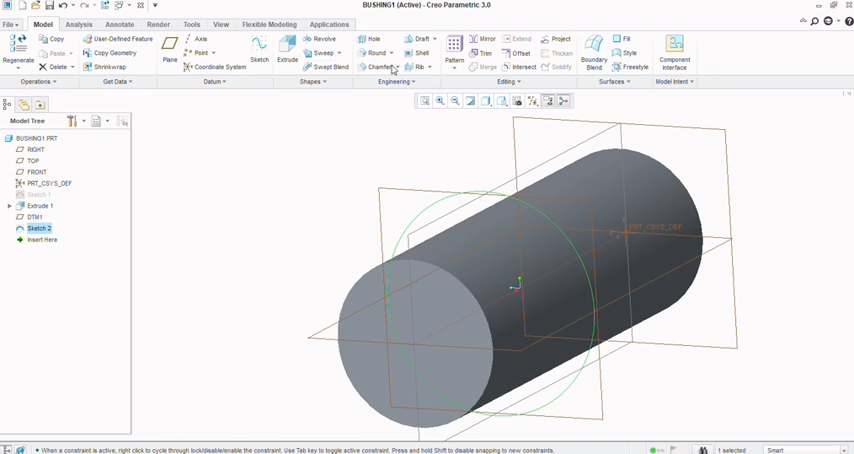 BUSHING1 (Active) - Creo Parametric 3.0
File
Model
Analysis
Annotate
Render
Tools
View
Flexible Modeling
Applications
Regenerate
Copy
Paste
Delete
Operations
User-Defined Feature
Copy Geometry
Shrinkwrap
Get Data
Plane
Axis
Point
Coordinate System
Sketch
Datum
Extrude
Revolve
Sweep
Swept Blend
Shapes
Hole
Round
Chamfer
Draft
Shell
Rib
Engineering
Pattern
Mirror
Trim
Merge
Extend
Offset
Intersect
Project
Thicken
Solidify
Editing
Boundary
Blend
Fill
Style
Freestyle
Surfaces
Component
Interface
Model Intent
Model Tree
BUSHING1.PRT
RIGHT
TOP
FRONT
PRT_CSYS_DEF
Sketch 1
Extrude 1
DTM1
Sketch 2
Insert Here
PRT_CSYS_DEF
• When a constraint is active, right click to cycle through lock/disable/enable the constraint. Use Tab key to toggle active constraint. Press and hold Shift to disable snapping to new constraints.
1 selected
Smart